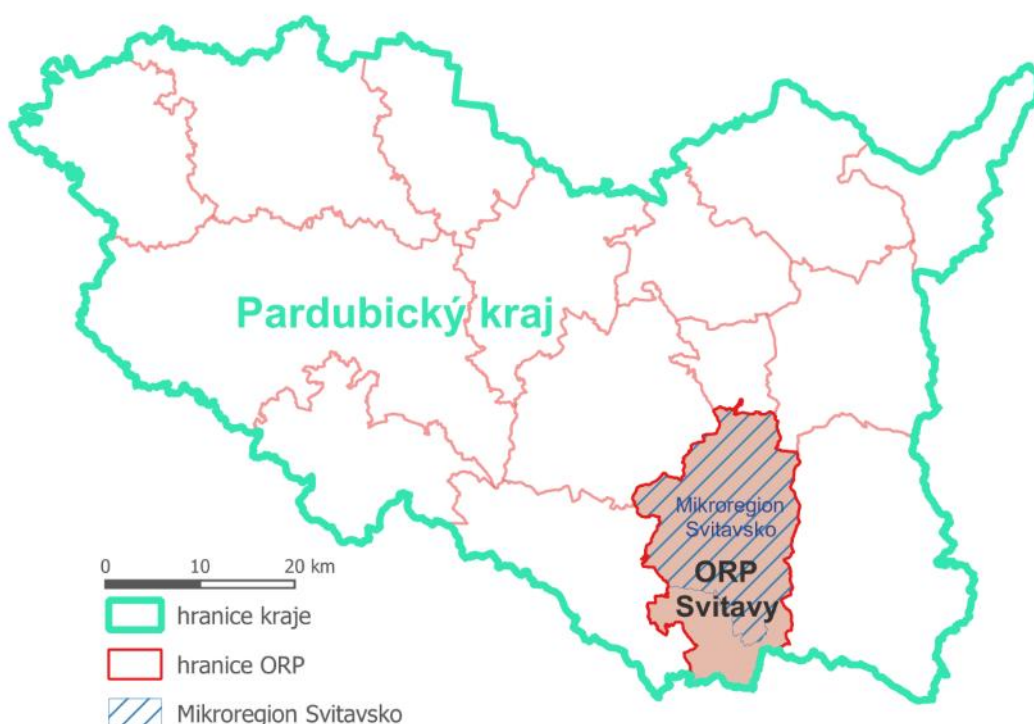 Pardubický kraj
Mikroregion
Svitavsko
ORP
Svitavy
0 10 20 km
hranice kraje
hranice ORP
Mikroregion Svitavsko